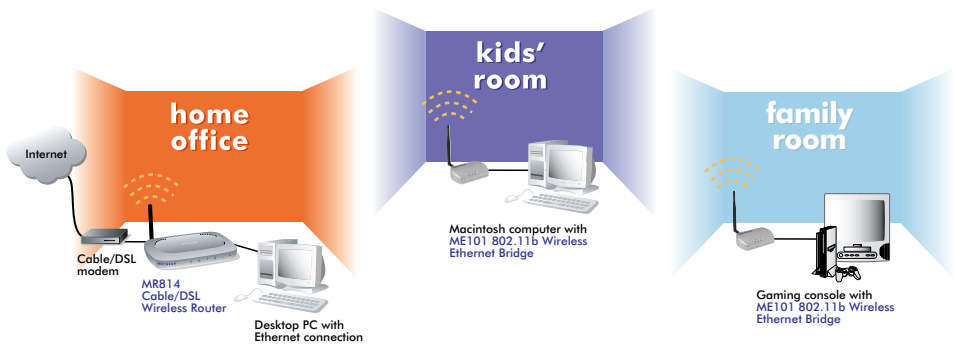 home
office
Internet
Cable/DSL
modem
MR814
Cable/DSL
Wireless Router
Desktop PC with
Ethernet connection
kids'
room
Macintosh computer with
ME101 802.11b Wireless
Ethernet Bridge
family
room
Gaming console with
ME101 802.11b Wireless
Ethernet Bridge